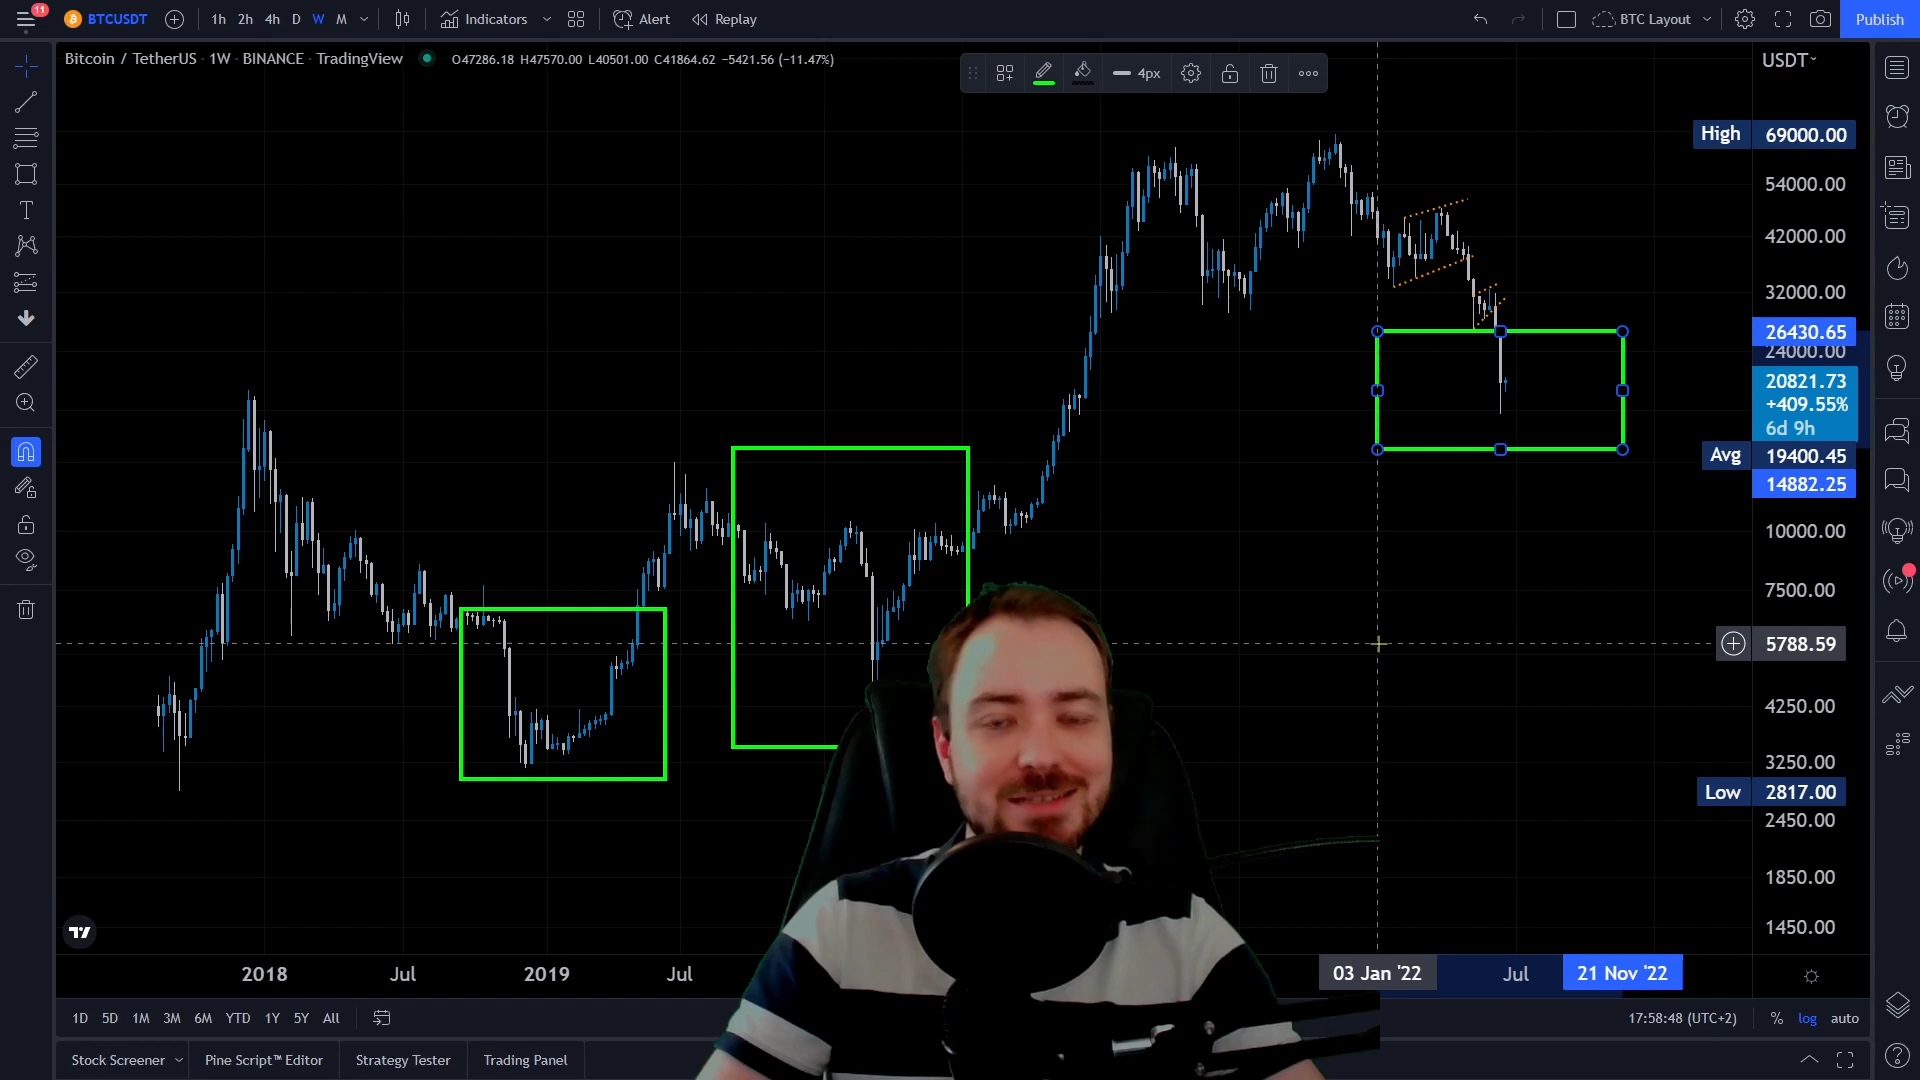 11
BTCUSDT
1h 2h 4h D W M
Indicators
Alert
Replay
BTC Layout
Publish
Bitcoin / TetherUS · 1W · BINANCE · TradingView
O47286.18 H47570.00 L40501.00 C41864.62 −5421.56 (−11.47%)
4px
USDT
High 69000.00
54000.00
42000.00
32000.00
26430.65
24000.00
20821.73
+409.55%
6d 9h
Avg 19400.45
14882.25
10000.00
7500.00
5788.59
4250.00
3250.00
Low 2817.00
2450.00
1850.00
1450.00
2018 Jul 2019 Jul 03 Jan '22 Jul 21 Nov '22
1D 5D 1M 3M 6M YTD 1Y 5Y All
17:58:48 (UTC+2) % log auto
Stock Screener Pine Script™ Editor Strategy Tester Trading Panel